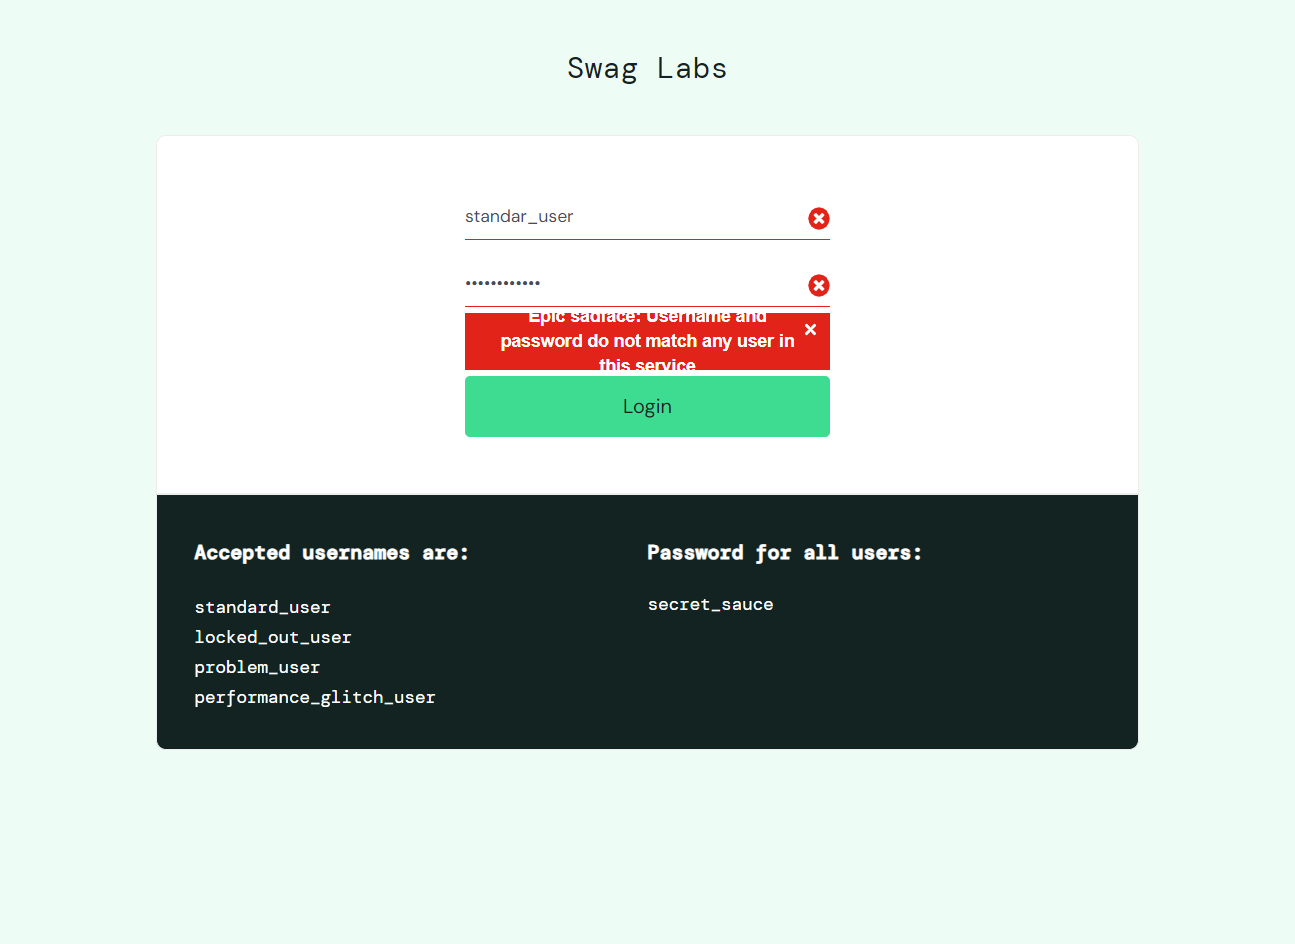 Swag Labs
standar_user
••••••••••••
Epic sadface: Username and
password do not match any user in
this service
Login
Accepted usernames are:
standard_user
locked_out_user
problem_user
performance_glitch_user
Password for all users:
secret_sauce